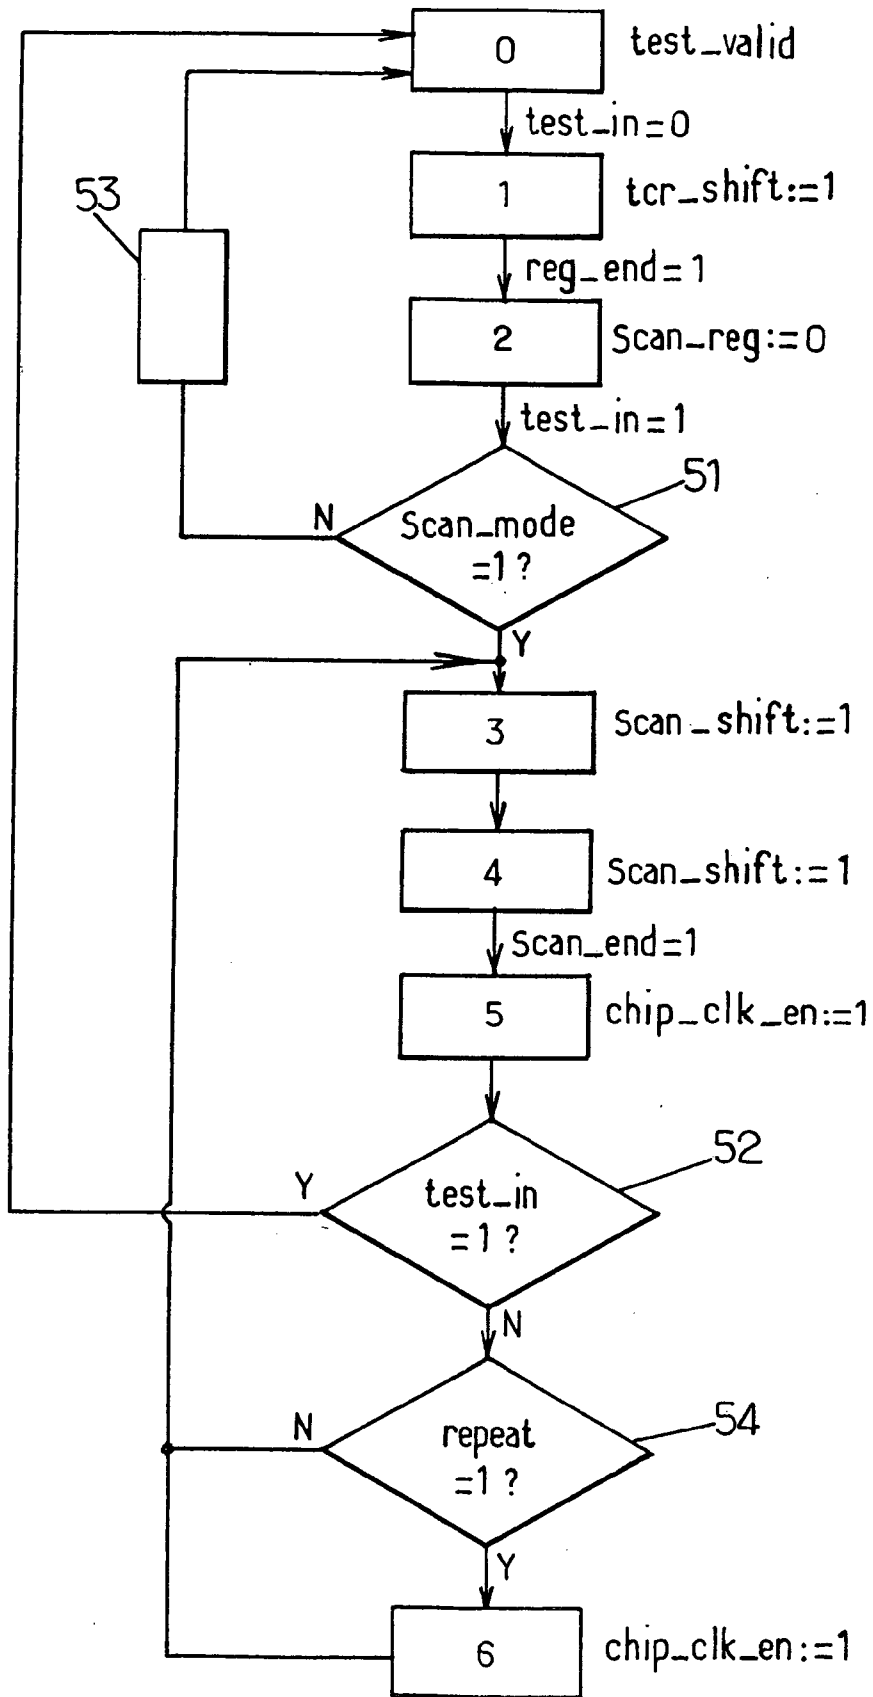 0 test_valid
test_in=0
53
1 tcr_shift:=1
reg_end=1
2 Scan_reg:=0
test_in=1
51
N
Scan_mode
=1?
Y
3 Scan_shift:=1
4 Scan_shift:=1
Scan_end=1
5 chip_clk_en:=1
52
Y
test_in
=1?
N
54
N
repeat
=1?
Y
6 chip_clk_en:=1